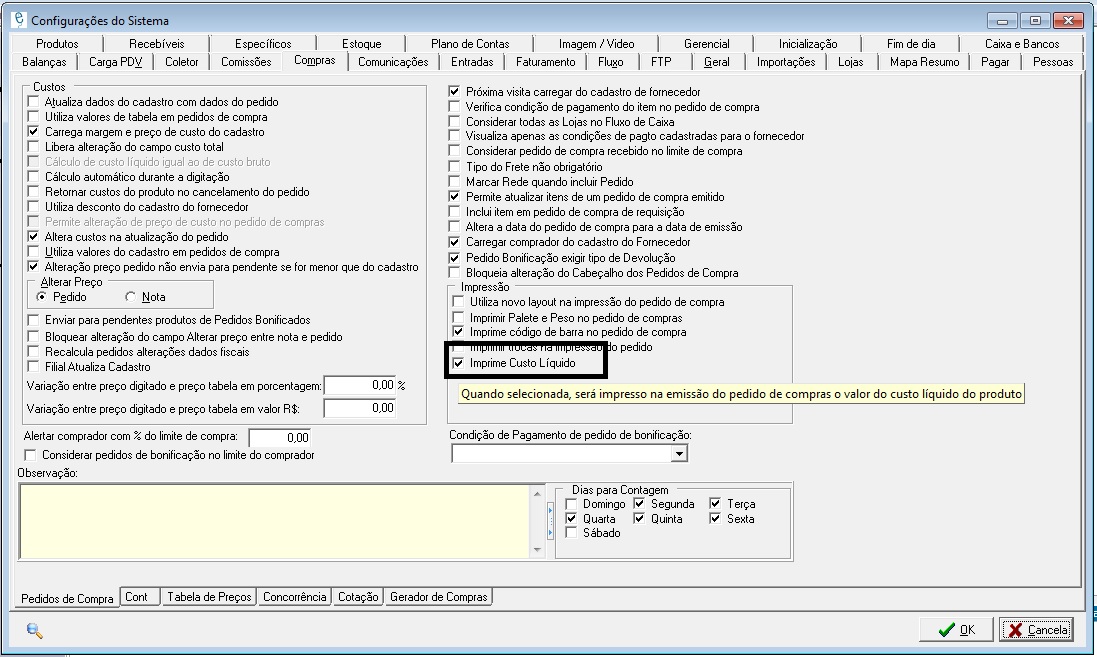 Configurações do Sistema
Produtos
Recebíveis
Específicos
Estoque
Plano de Contas
Imagem / Video
Gerencial
Inicialização
Fim de dia
Caixa e Bancos
Balanças
Carga PDV
Coletor
Comissões
Compras
Comunicações
Entradas
Faturamento
Fluxo
FTP
Geral
Importações
Lojas
Mapa Resumo
Pagar
Pessoas
Custos
Atualiza dados do cadastro com dados do pedido
Utiliza valores de tabela em pedidos de compra
Carrega margem e preço de custo do cadastro
Libera alteração do campo custo total
Cálculo de custo líquido igual ao de custo bruto
Cálculo automático durante a digitação
Retornar custos do produto no cancelamento do pedido
Utiliza desconto do cadastro do fornecedor
Permite alteração de preço de custo no pedido de compras
Altera custos na atualização do pedido
Utiliza valores do cadastro em pedidos de compra
Alteração preço pedido não envia para pendente se for menor que do cadastro
Alterar Preço
Pedido
Nota
Enviar para pendentes produtos de Pedidos Bonificados
Bloquear alteração do campo Alterar preço entre nota e pedido
Recalcula pedidos alterações dados fiscais
Filial Atualiza Cadastro
Variação entre preço digitado e preço tabela em porcentagem: 0,00 %
Variação entre preço digitado e preço tabela em valor R$: 0,00
Alertar comprador com % do limite de compra: 0,00
Considerar pedidos de bonificação no limite do comprador
Próxima visita carregar do cadastro de fornecedor
Verifica condição de pagamento do item no pedido de compra
Considerar todas as Lojas no Fluxo de Caixa
Visualiza apenas as condições de pagto cadastradas para o fornecedor
Considerar pedido de compra recebido no limite de compra
Tipo do Frete não obrigatório
Marcar Rede quando incluir Pedido
Permite atualizar itens de um pedido de compra emitido
Inclui item em pedido de compra de requisição
Altera a data do pedido de compra para a data de emissão
Carregar comprador do cadastro do Fornecedor
Pedido Bonificação exigir tipo de Devolução
Bloqueia alteração do Cabeçalho dos Pedidos de Compra
Impressão
Utiliza novo layout na impressão do pedido de compra
Imprimir Palete e Peso no pedido de compras
Imprime código de barra no pedido de compra
Imprimir trocas na impressão do pedido
Imprime Custo Líquido
Quando selecionada, será impresso na emissão do pedido de compras o valor do custo líquido do produto
Condição de Pagamento de pedido de bonificação:
Observação:
Dias para Contagem
Domingo
Segunda
Terça
Quarta
Quinta
Sexta
Sábado
Pedidos de Compra
Cont
Tabela de Preços
Concorrência
Cotação
Gerador de Compras
OK
Cancela